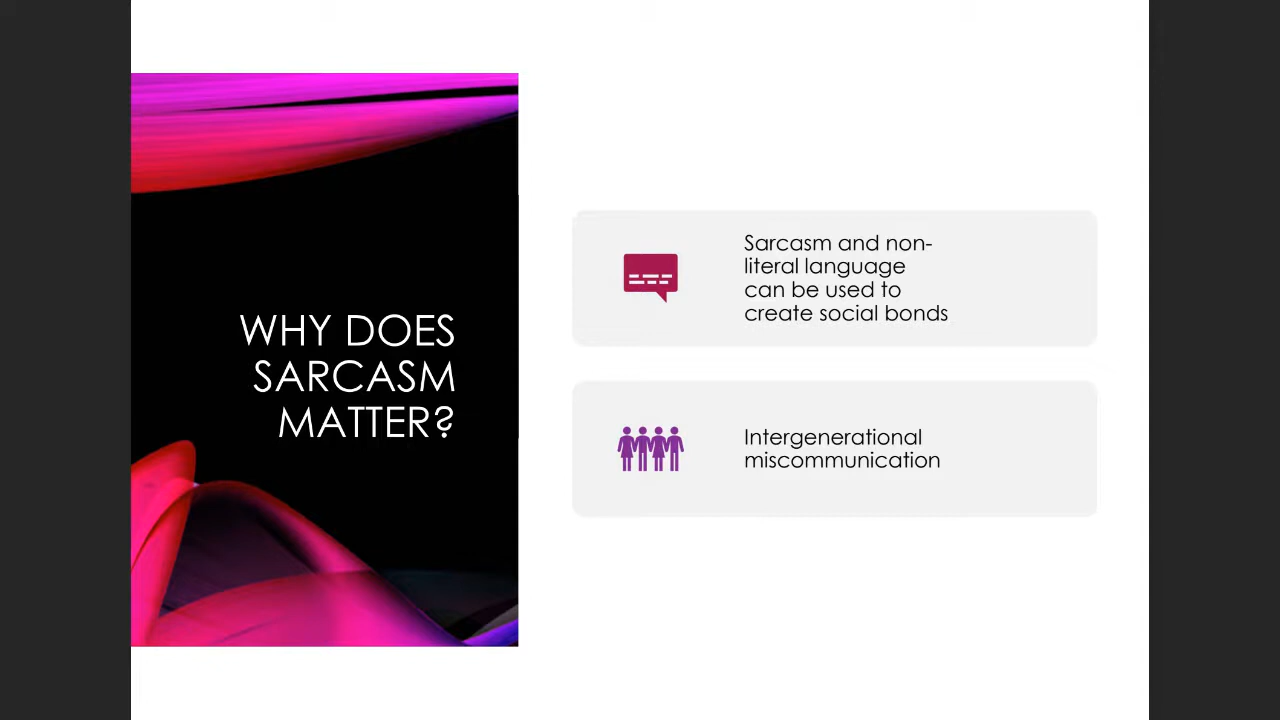 WHY DOES
SARCASM
MATTER?
Sarcasm and non-
literal language
can be used to
create social bonds
Intergenerational
miscommunication